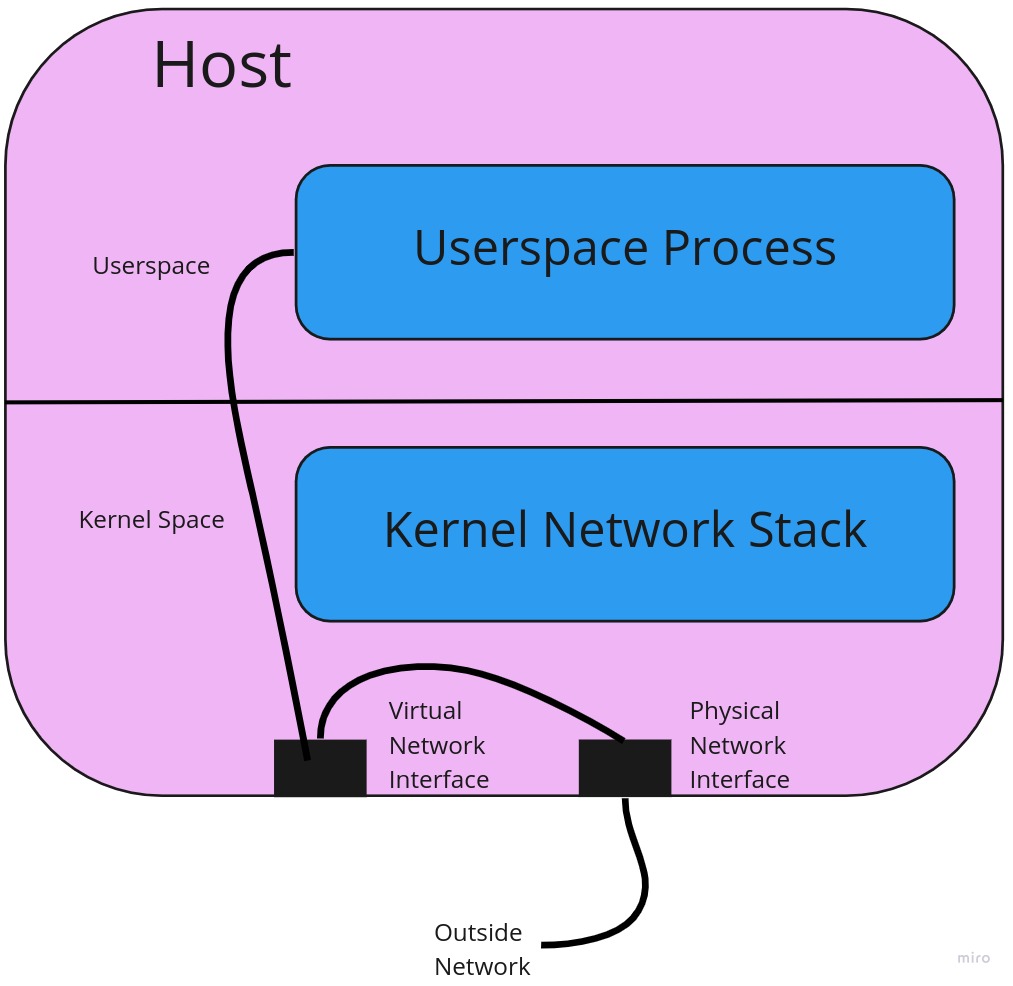 Host
Userspace Process
Userspace
Kernel Network Stack
Kernel Space
Virtual
Network
Interface
Physical
Network
Interface
Outside
Network
miro